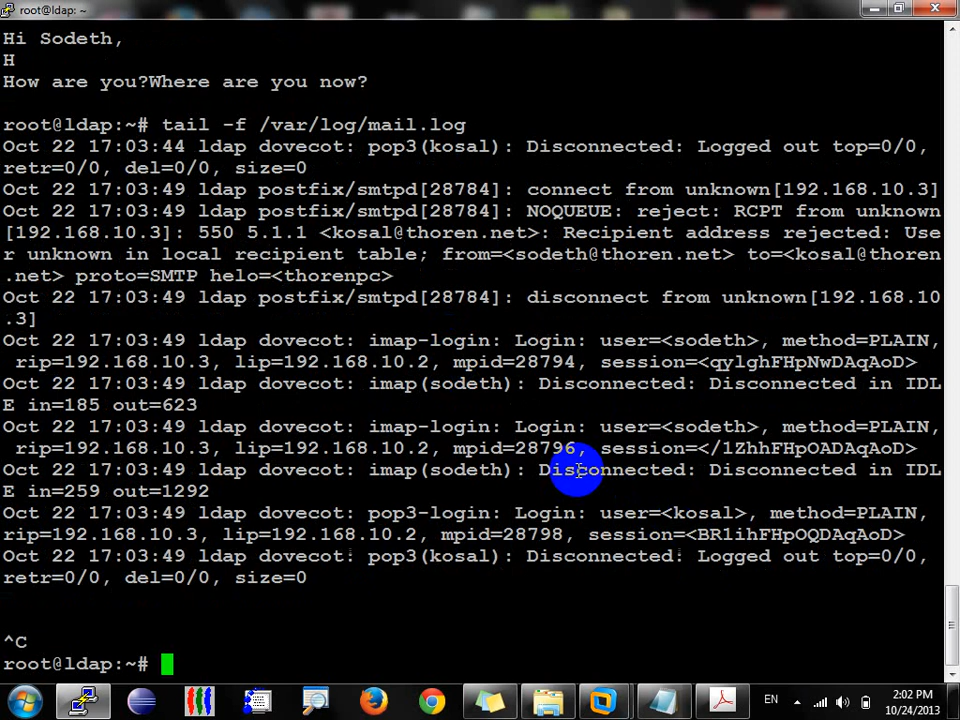 root@ldap: ~
Hi Sodeth,
H
How are you?Where are you now?
root@ldap:~# tail -f /var/log/mail.log
Oct 22 17:03:44 ldap dovecot: pop3(kosal): Disconnected: Logged out top=0/0,
retr=0/0, del=0/0, size=0
Oct 22 17:03:49 ldap postfix/smtpd[28784]: connect from unknown[192.168.10.3]
Oct 22 17:03:49 ldap postfix/smtpd[28784]: NOQUEUE: reject: RCPT from unknown
[192.168.10.3]: 550 5.1.1 <kosal@thoren.net>: Recipient address rejected: Use
r unknown in local recipient table; from=<sodeth@thoren.net> to=<kosal@thoren
.net> proto=SMTP helo=<thorenpc>
Oct 22 17:03:49 ldap postfix/smtpd[28784]: disconnect from unknown[192.168.10
.3]
Oct 22 17:03:49 ldap dovecot: imap-login: Login: user=<sodeth>, method=PLAIN,
rip=192.168.10.3, lip=192.168.10.2, mpid=28794, session=<qylghFHpNwDAqAoD>
Oct 22 17:03:49 ldap dovecot: imap(sodeth): Disconnected: Disconnected in IDL
E in=185 out=623
Oct 22 17:03:49 ldap dovecot: imap-login: Login: user=<sodeth>, method=PLAIN,
rip=192.168.10.3, lip=192.168.10.2, mpid=28796, session=</1ZhhFHpOADAqAoD>
Oct 22 17:03:49 ldap dovecot: imap(sodeth): Disconnected: Disconnected in IDL
E in=259 out=1292
Oct 22 17:03:49 ldap dovecot: pop3-login: Login: user=<kosal>, method=PLAIN,
rip=192.168.10.3, lip=192.168.10.2, mpid=28798, session=<BR1ihFHpOQDAqAoD>
Oct 22 17:03:49 ldap dovecot: pop3(kosal): Disconnected: Logged out top=0/0,
retr=0/0, del=0/0, size=0
^C
root@ldap:~#
EN
2:02 PM
10/24/2013